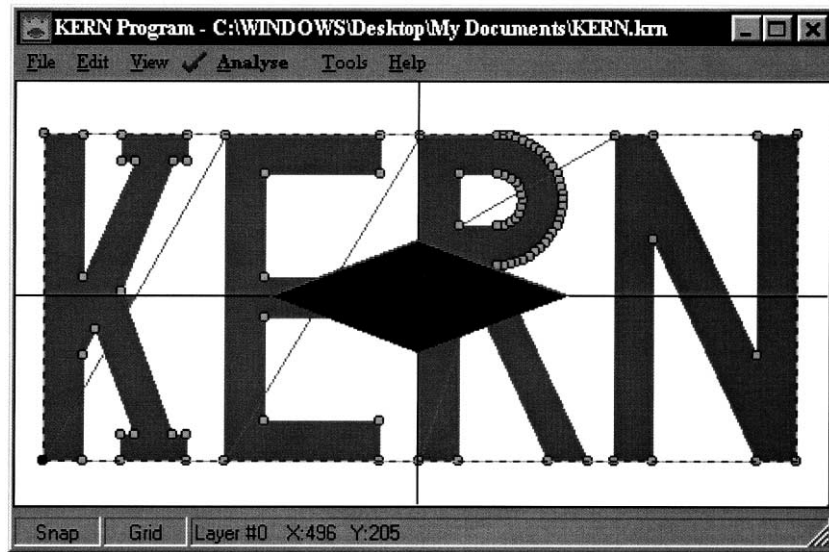 KERN Program - C:\WINDOWS\Desktop\My Documents\KERN.krn
File Edit View Analyse Tools Help
KERN
Snap Grid Layer #0 X:496 Y:205